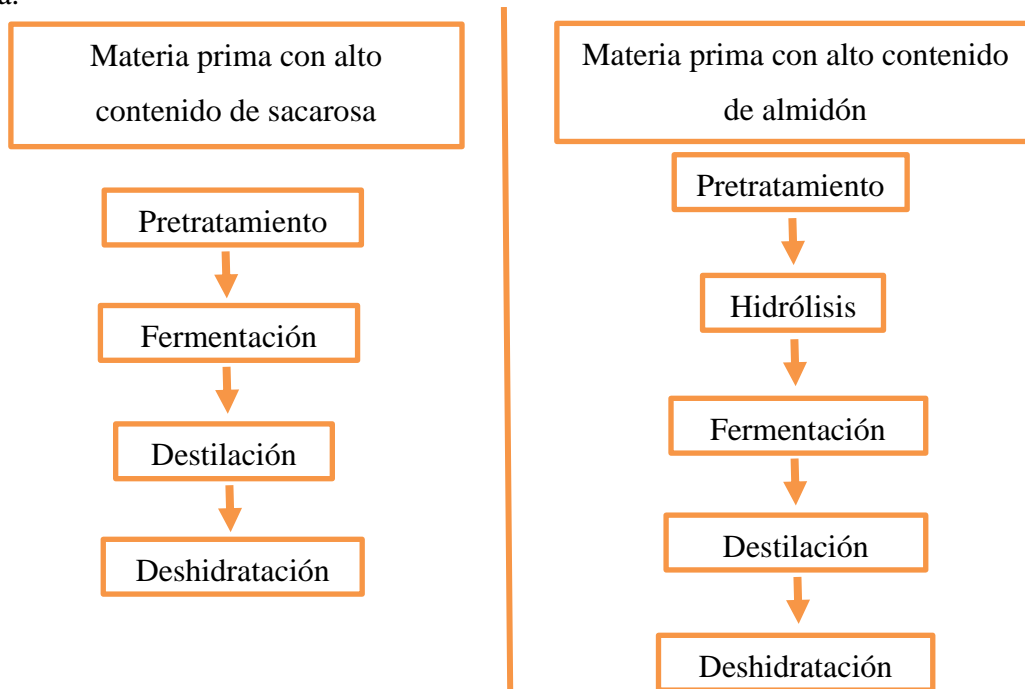 Materia prima con alto
contenido de sacarosa
Pretratamiento
Fermentación
Destilación
Deshidratación
Materia prima con alto contenido
de almidón
Pretratamiento
Hidrólisis
Fermentación
Destilación
Deshidratación